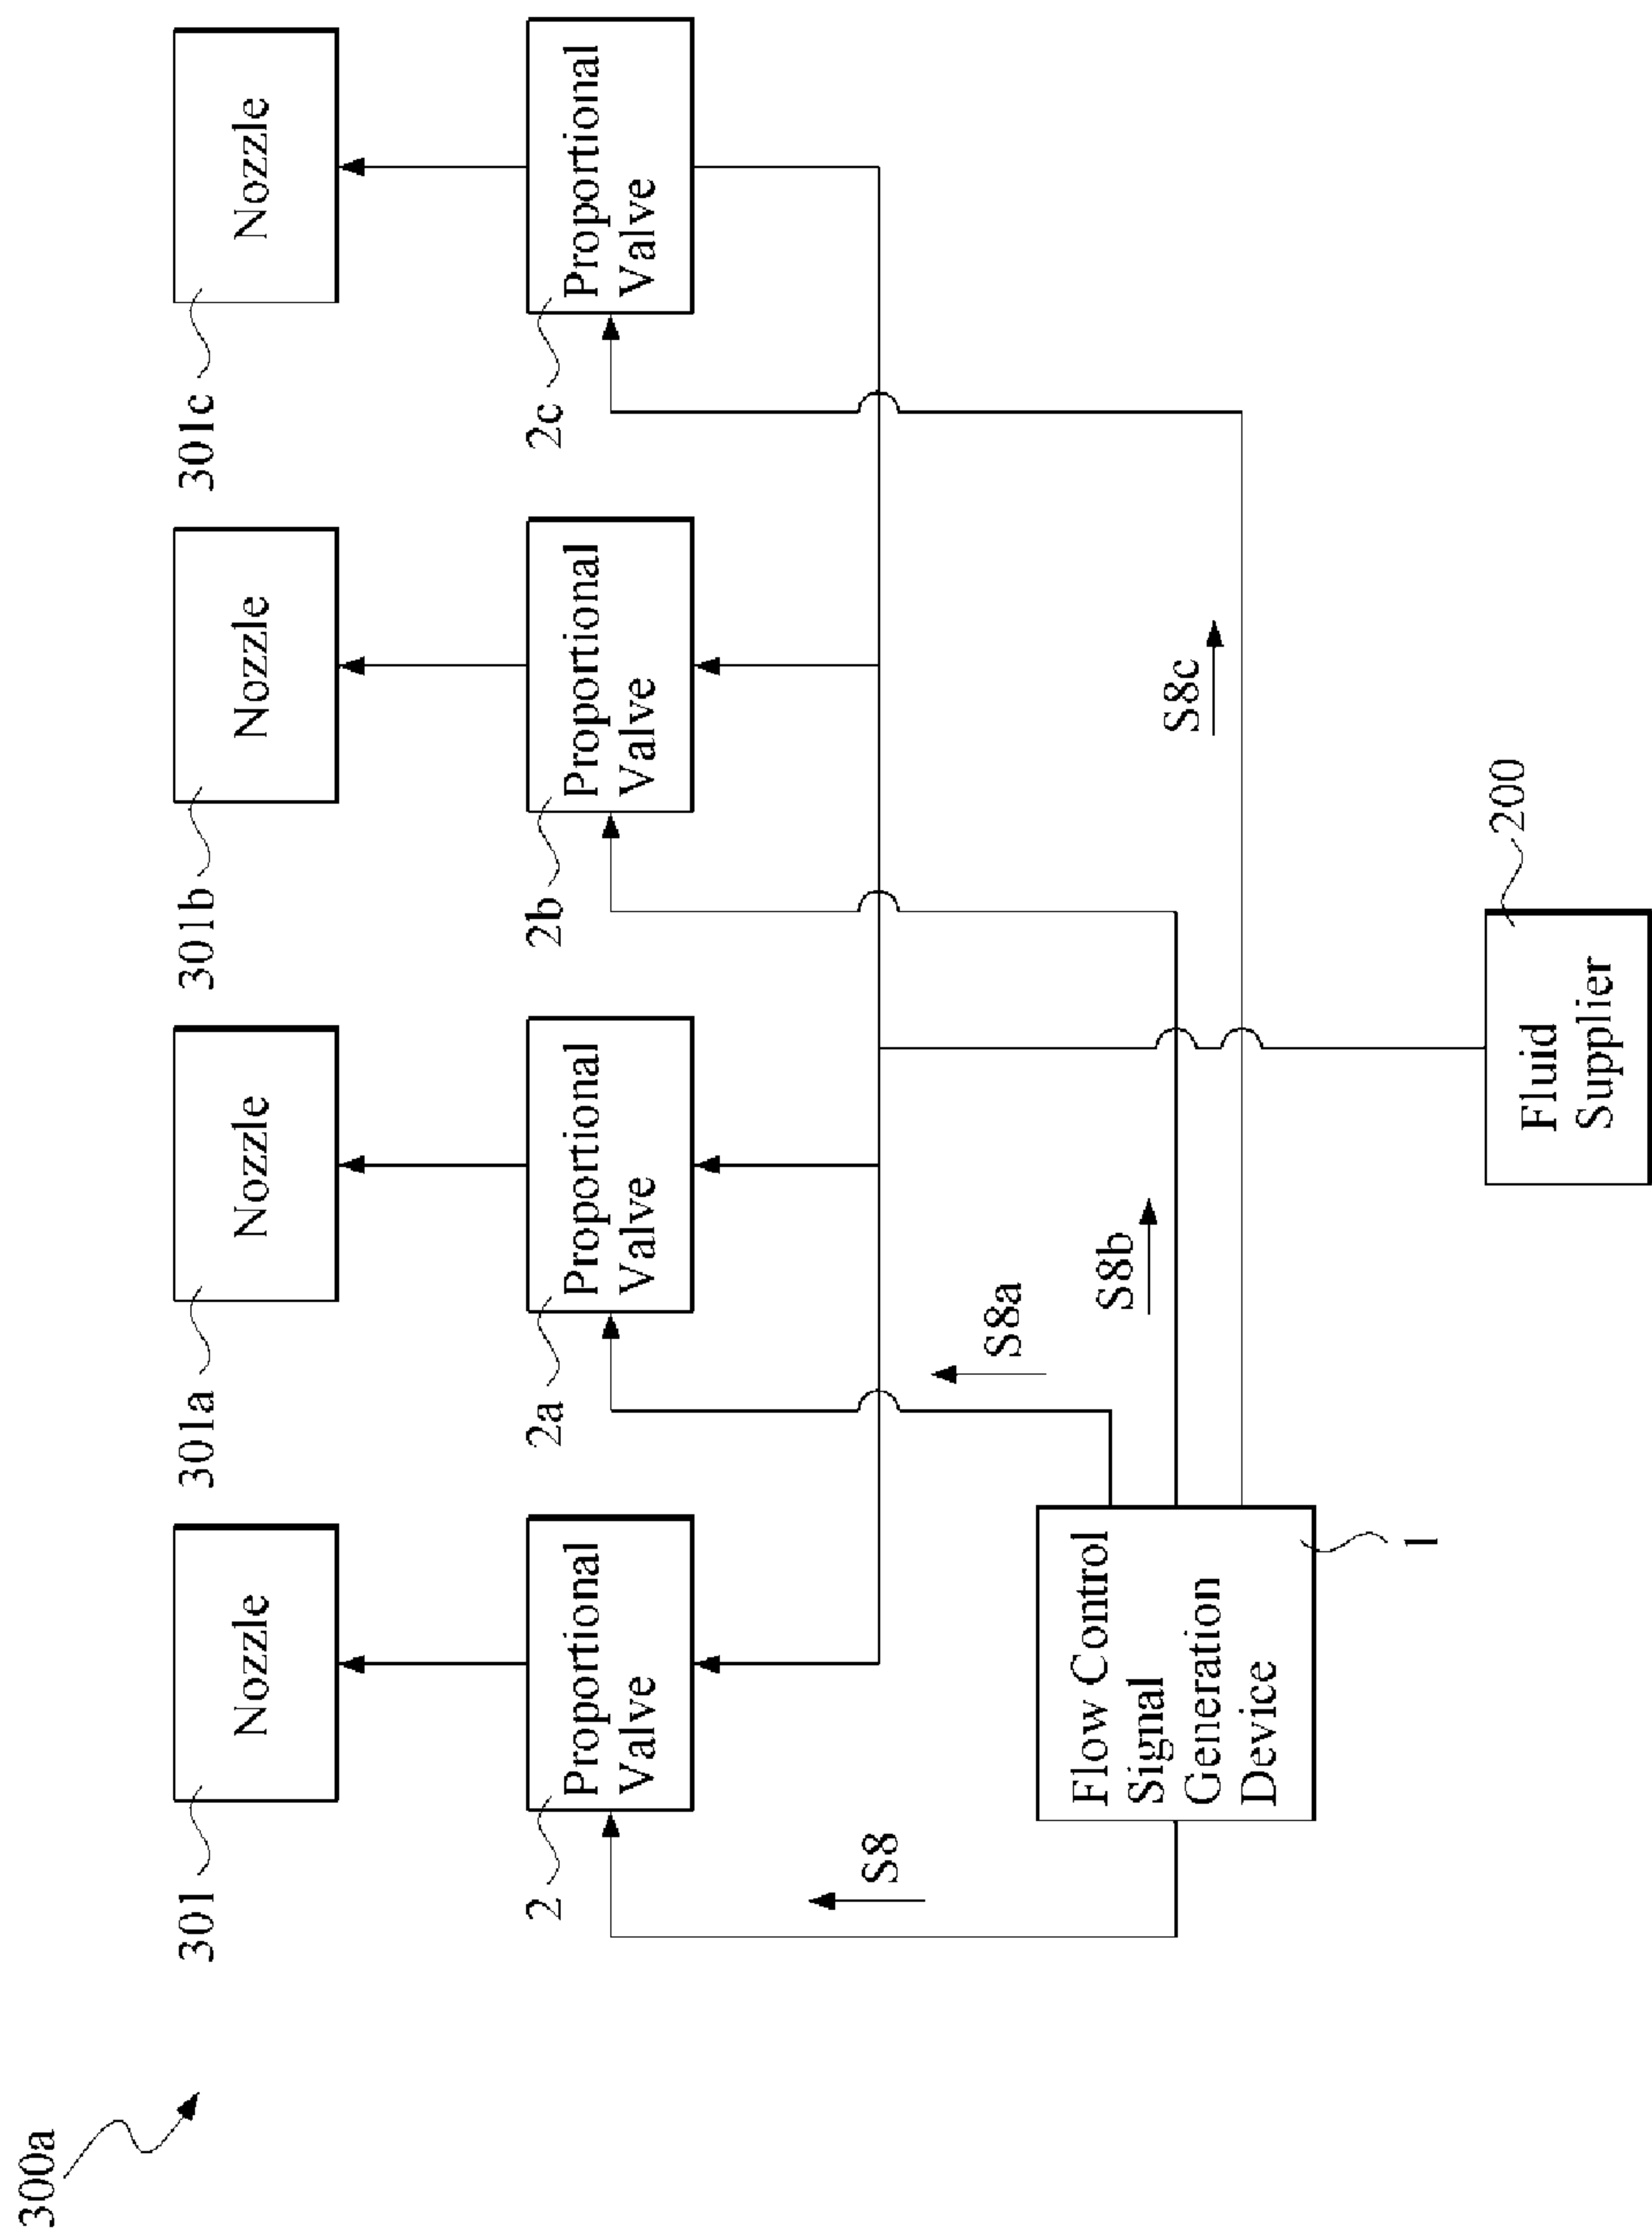 300a
301
Nozzle
301a
Nozzle
301b
Nozzle
301c
Nozzle
2
Proportional
Valve
2a
Proportional
Valve
2b
Proportional
Valve
2c
Proportional
Valve
S8
S8a
S8b
S8c
Flow Control
Signal
Generation
Device
1
Fluid
Supplier
200